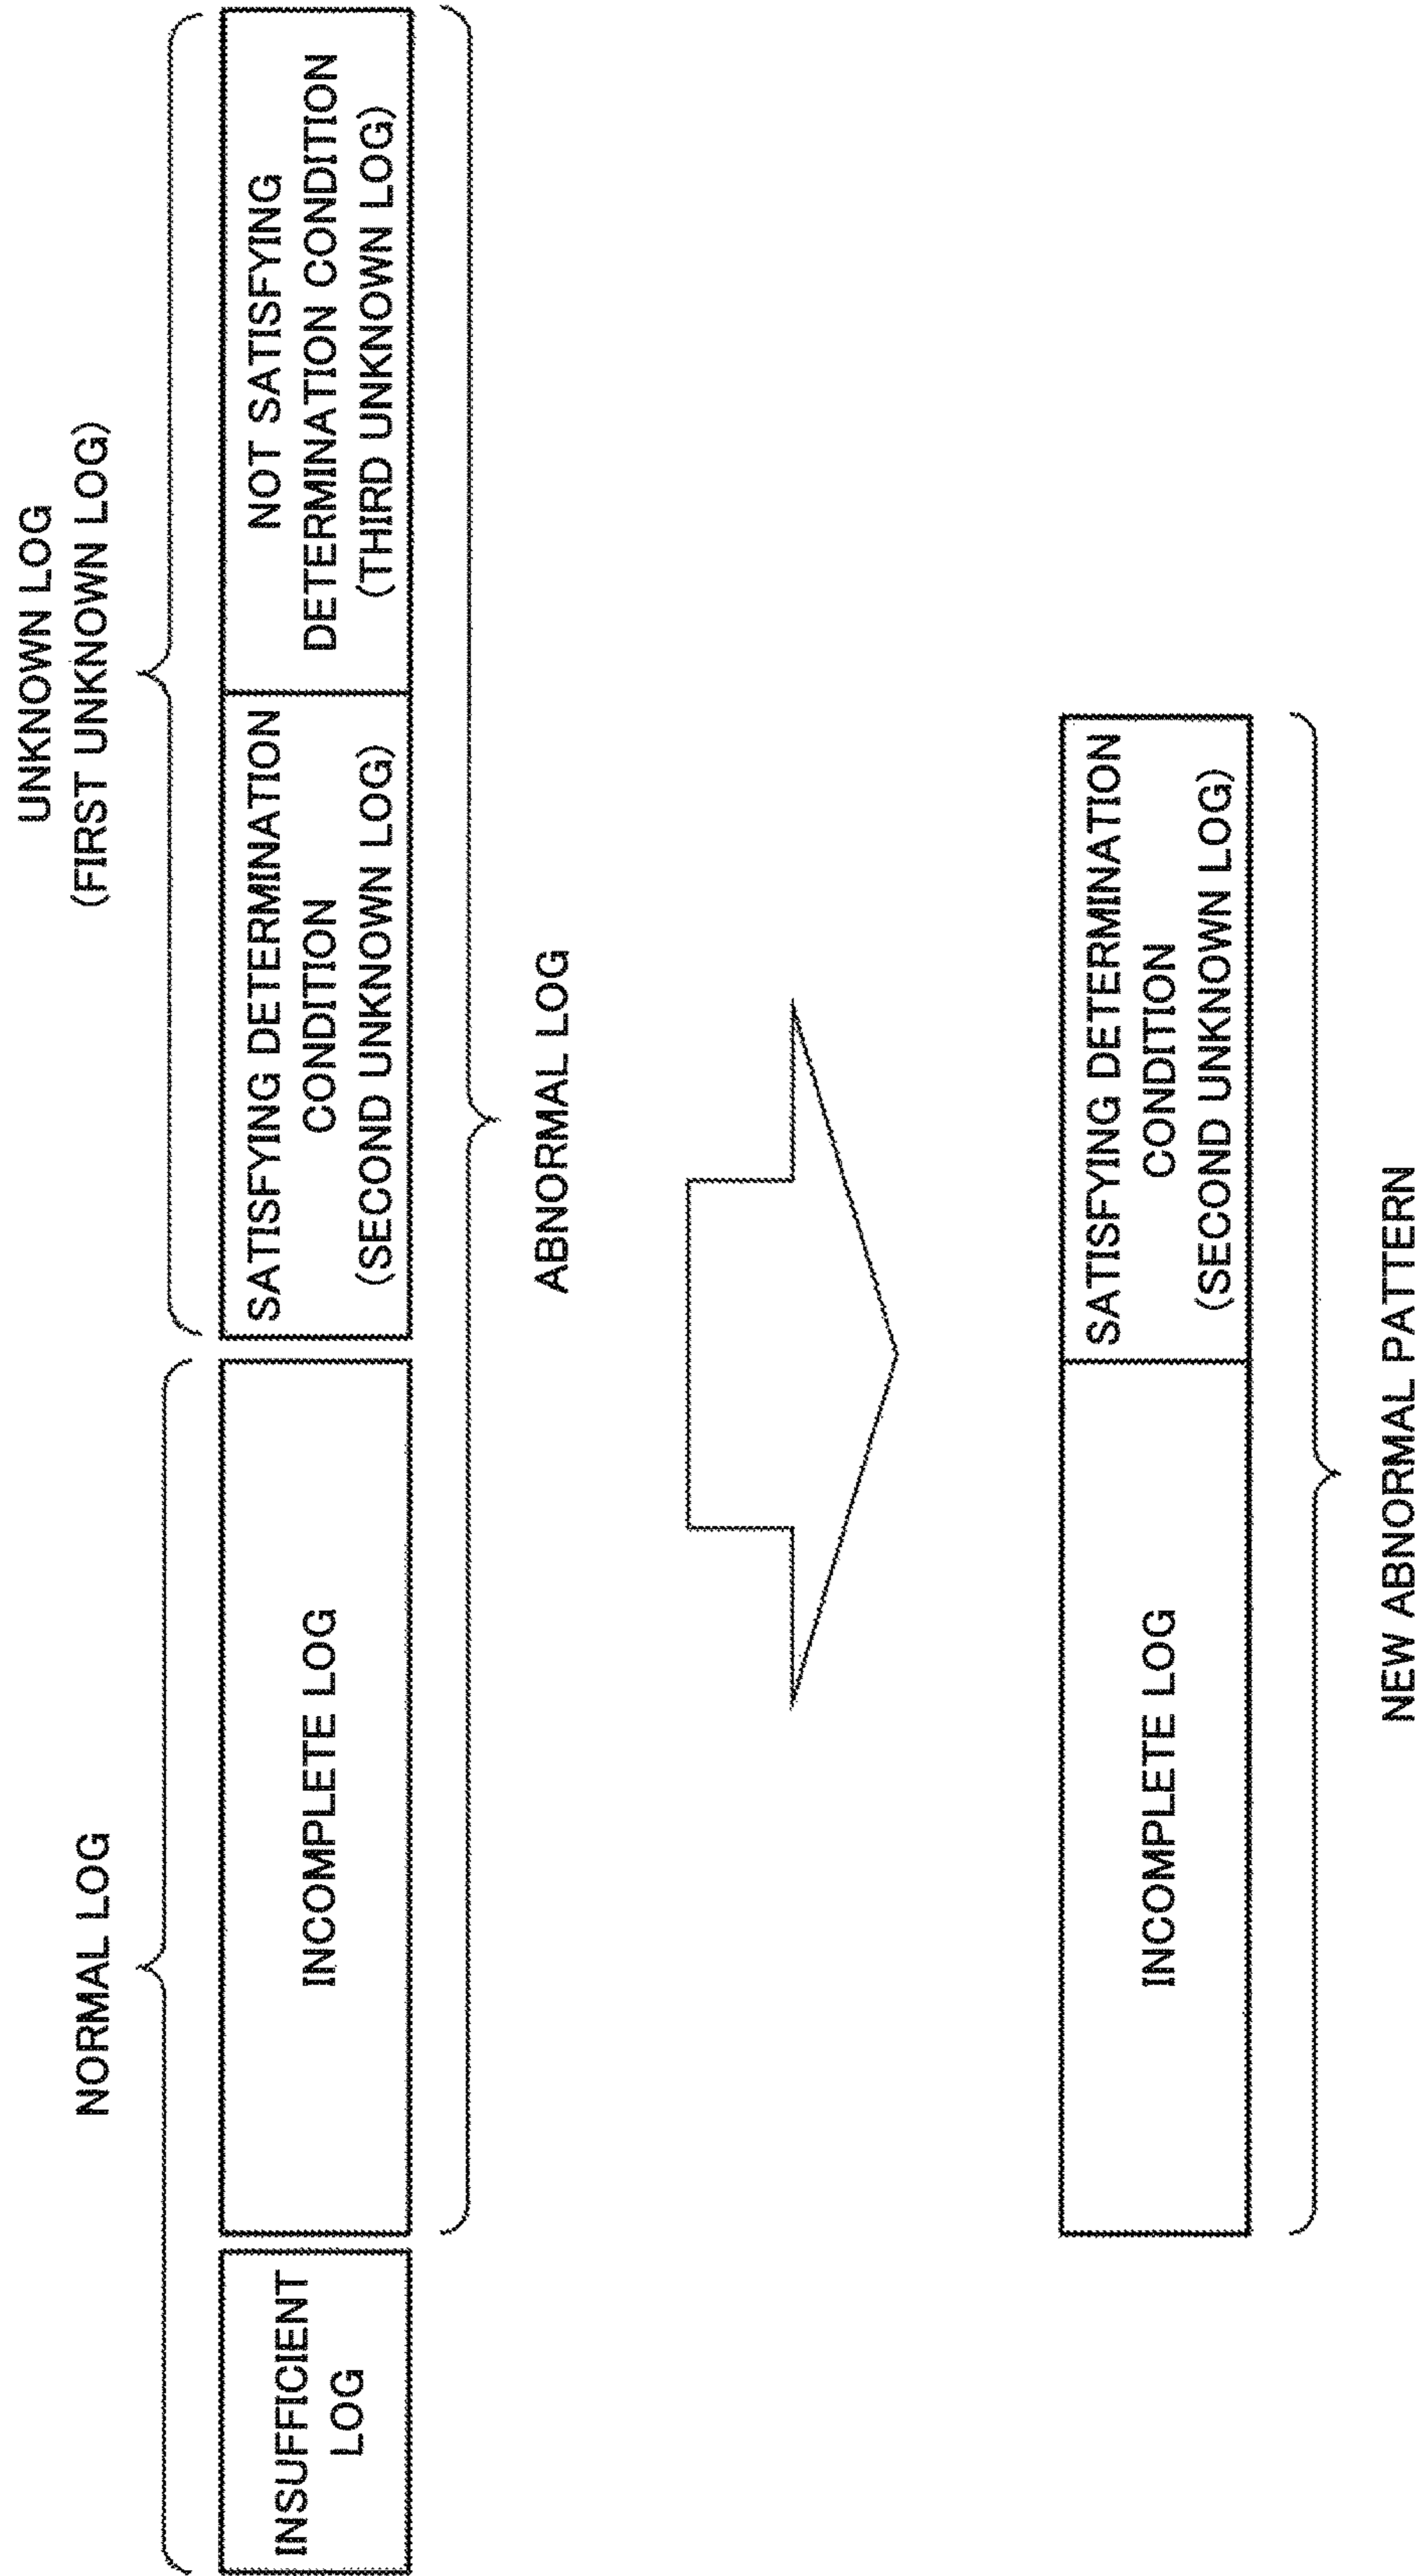 NORMAL LOG
UNKNOWN LOG
(FIRST UNKNOWN LOG)
INSUFFICIENT
LOG
INCOMPLETE LOG
SATISFYING DETERMINATION
CONDITION
(SECOND UNKNOWN LOG)
NOT SATISFYING
DETERMINATION CONDITION
(THIRD UNKNOWN LOG)
ABNORMAL LOG
INCOMPLETE LOG
SATISFYING DETERMINATION
CONDITION
(SECOND UNKNOWN LOG)
NEW ABNORMAL PATTERN